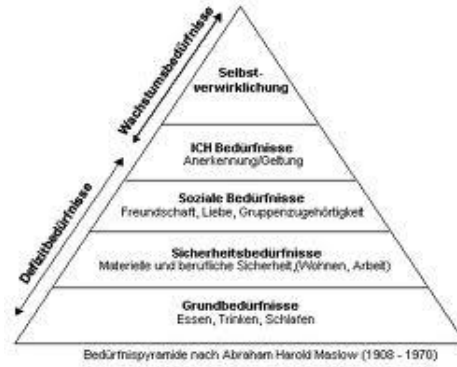 Wachstumsbedürfnisse
Defizitbedürfnisse
Selbst-
verwirklichung
ICH Bedürfnisse
Anerkennung/Geltung
Soziale Bedürfnisse
Freundschaft, Liebe, Gruppenzugehörtigkeit
Sicherheitsbedürfnisse
Materielle und berufliche Sicherheit,(Wohnen, Arbeit)
Grundbedürfnisse
Essen, Trinken, Schlafen
Bedürfnispyramide nach Abraham Harold Maslow (1908 - 1970)